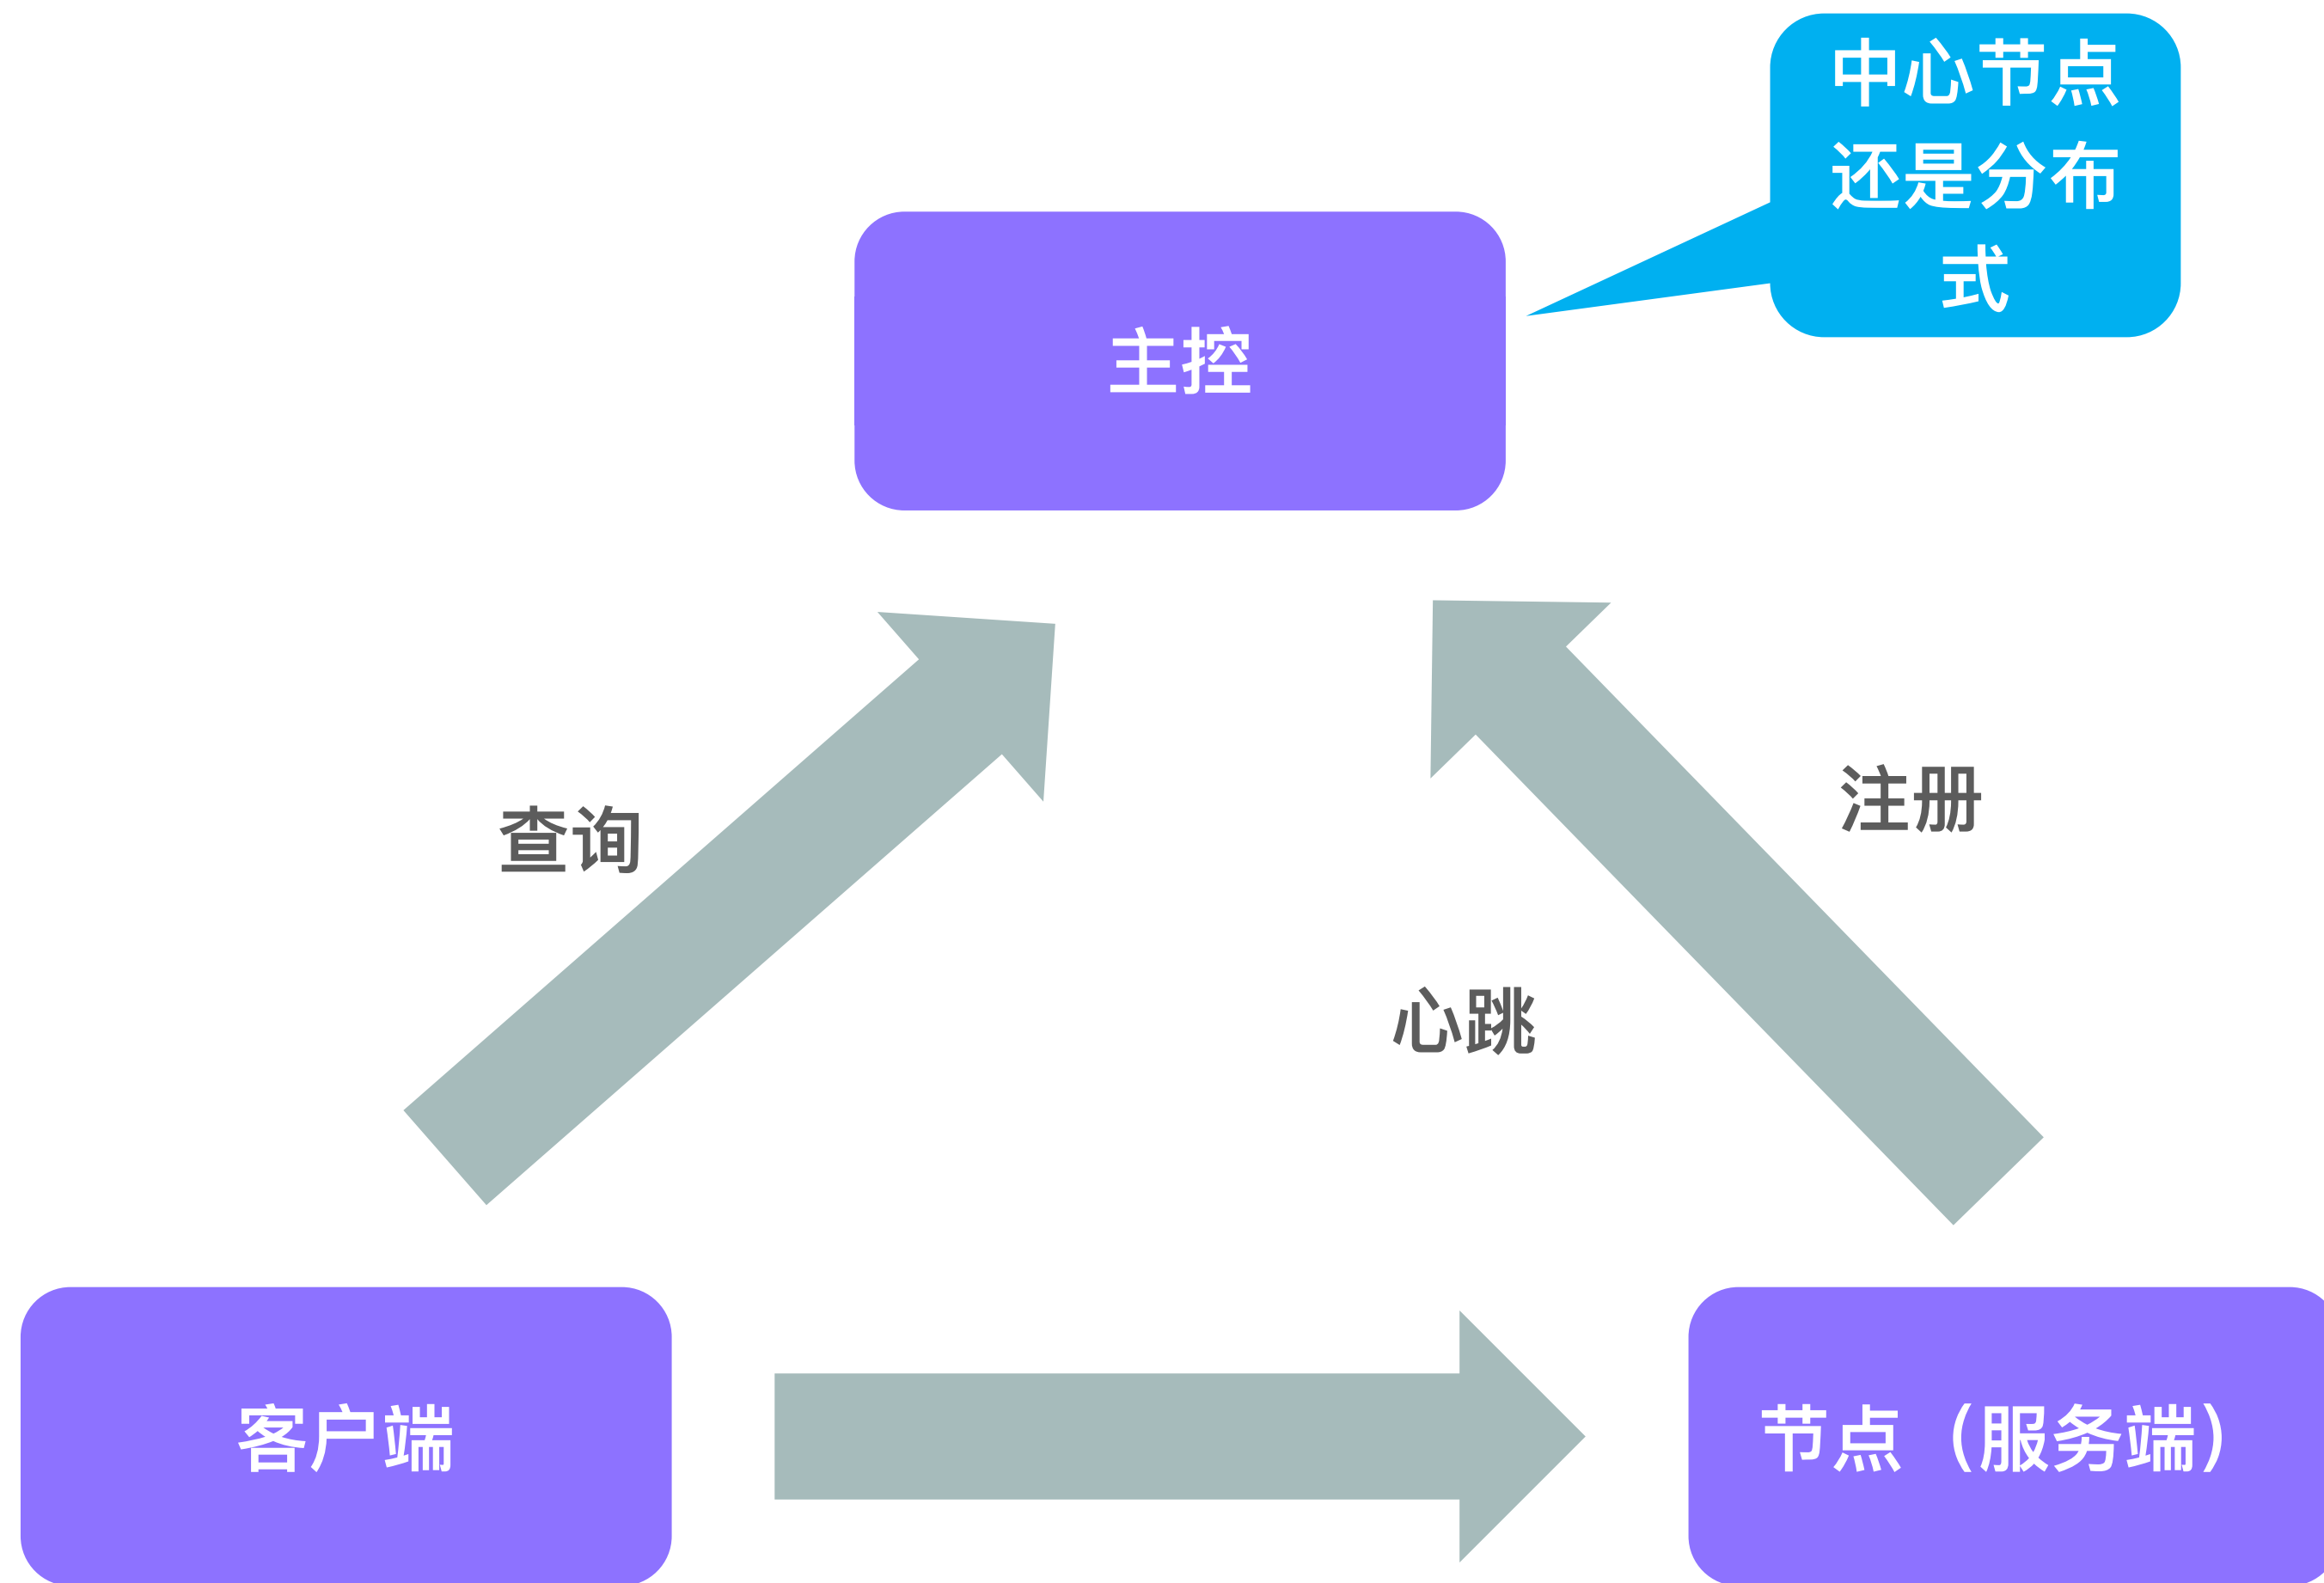 中心节点
还是分布
式
主控
注册
查询
心跳
客户端
节点（服务端）